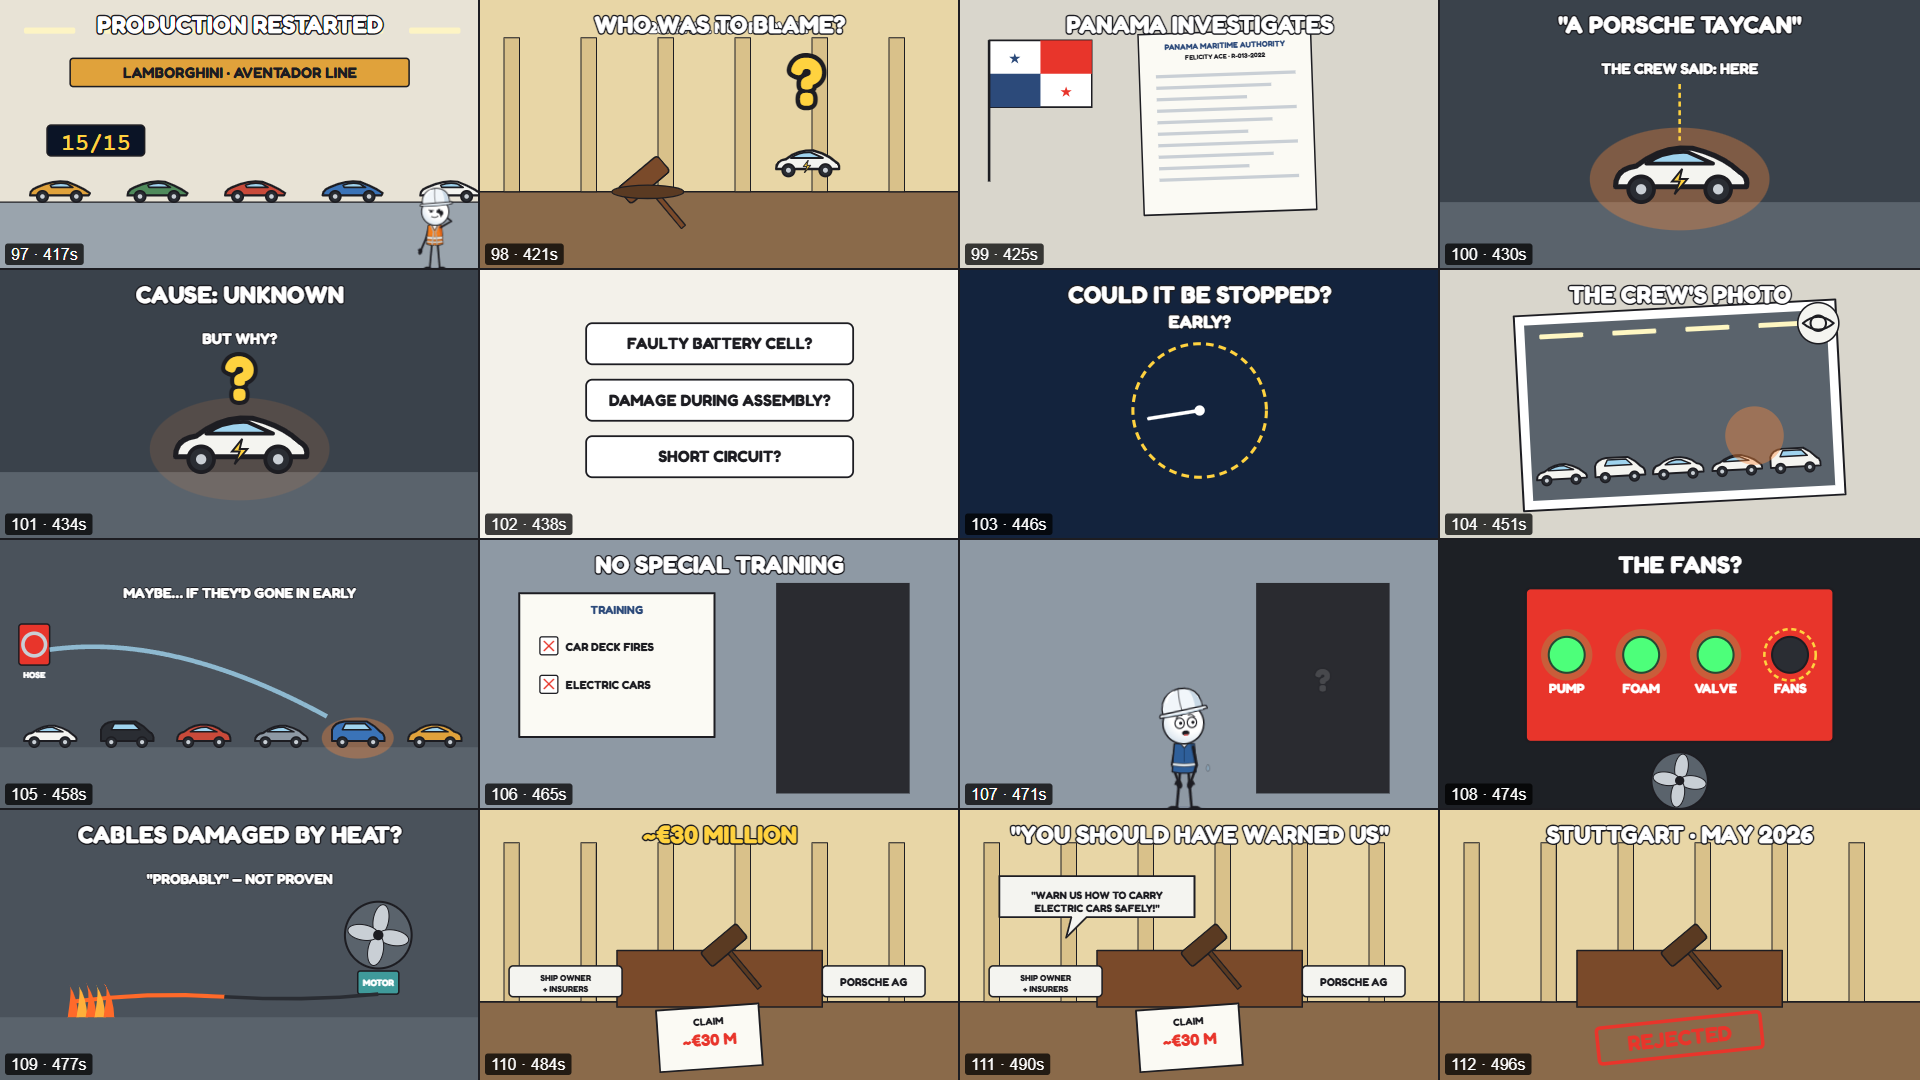 PRODUCTION RESTARTED
LAMBORGHINI · AVENTADOR LINE
15/15
97 · 417s
WHO WAS TO BLAME?
?
98 · 421s
PANAMA INVESTIGATES
PANAMA MARITIME AUTHORITY
FELICITY ACE · R-013-2022
99 · 425s
"A PORSCHE TAYCAN"
THE CREW SAID: HERE
100 · 430s
CAUSE: UNKNOWN
BUT WHY?
?
101 · 434s
FAULTY BATTERY CELL?
DAMAGE DURING ASSEMBLY?
SHORT CIRCUIT?
102 · 438s
COULD IT BE STOPPED?
EARLY?
103 · 446s
THE CREW'S PHOTO
104 · 451s
MAYBE... IF THEY'D GONE IN EARLY
HOSE
105 · 458s
NO SPECIAL TRAINING
TRAINING
CAR DECK FIRES
ELECTRIC CARS
106 · 465s
?
107 · 471s
THE FANS?
PUMP FOAM VALVE FANS
108 · 474s
CABLES DAMAGED BY HEAT?
"PROBABLY" – NOT PROVEN
MOTOR
109 · 477s
~€30 MILLION
SHIP OWNER
+ INSURERS
PORSCHE AG
CLAIM
~€30 M
110 · 484s
"YOU SHOULD HAVE WARNED US"
"WARN US HOW TO CARRY
ELECTRIC CARS SAFELY!"
SHIP OWNER
+ INSURERS
PORSCHE AG
CLAIM
~€30 M
111 · 490s
STUTTGART · MAY 2026
REJECTED
112 · 496s